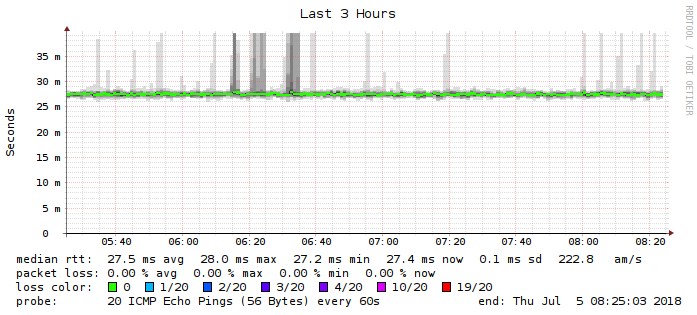 Last 3 Hours
RRDTOOL / TOBI OETIKER
Seconds
35 m
30 m
25 m
20 m
15 m
10 m
5 m
0
05:40 06:00 06:20 06:40 07:00 07:20 07:40 08:00 08:20
median rtt: 27.5 ms avg 28.0 ms max 27.2 ms min 27.4 ms now 0.1 ms sd 222.8 am/s
packet loss: 0.00 % avg 0.00 % max 0.00 % min 0.00 % now
loss color: 0 1/20 2/20 3/20 4/20 10/20 19/20
probe: 20 ICMP Echo Pings (56 Bytes) every 60s end: Thu Jul 5 08:25:03 2018